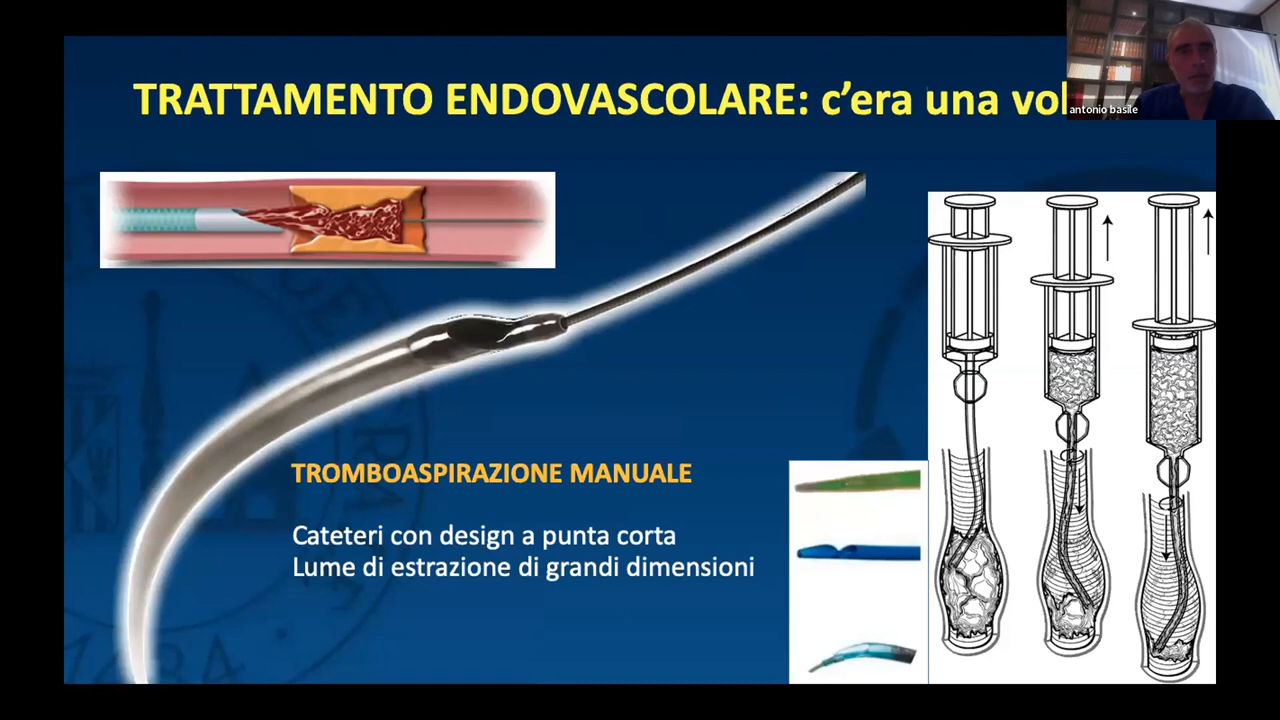 TRATTAMENTO ENDOVASCOLARE: c'era una vol
antonio basile
TROMBOASPIRAZIONE MANUALE
Cateteri con design a punta corta
Lume di estrazione di grandi dimensioni